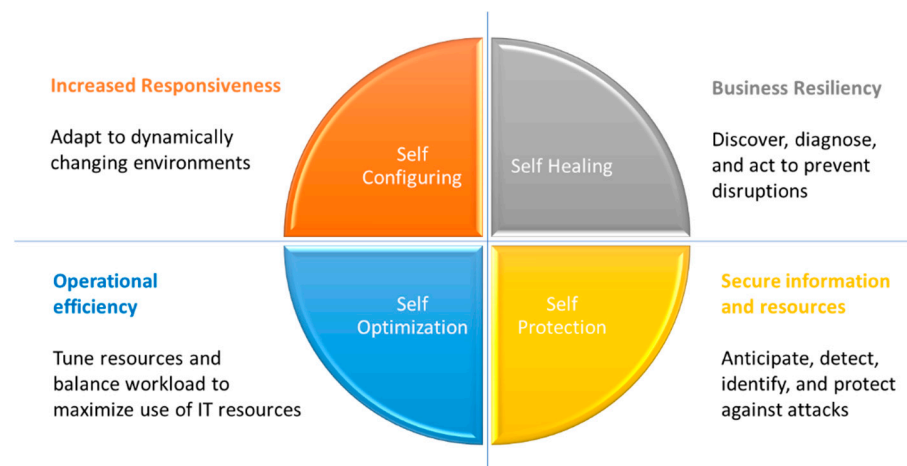 Increased Responsiveness
Adapt to dynamically
changing environments
Self
Configuring
Self Healing
Business Resiliency
Discover, diagnose,
and act to prevent
disruptions
Operational
efficiency
Tune resources and
balance workload to
maximize use of IT resources
Self
Optimization
Self
Protection
Secure information
and resources
Anticipate, detect,
identify, and protect
against attacks